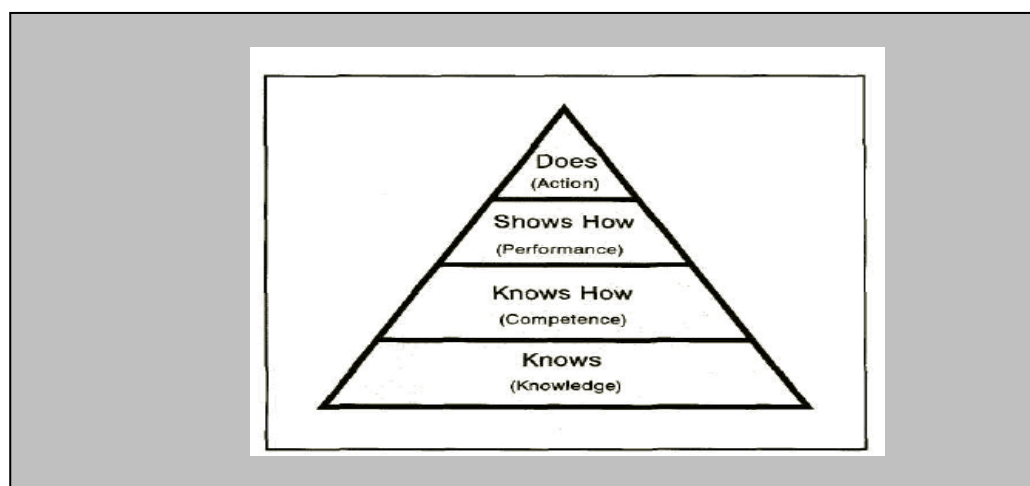 Does
(Action)
Shows How
(Performance)
Knows How
(Competence)
Knows
(Knowledge)